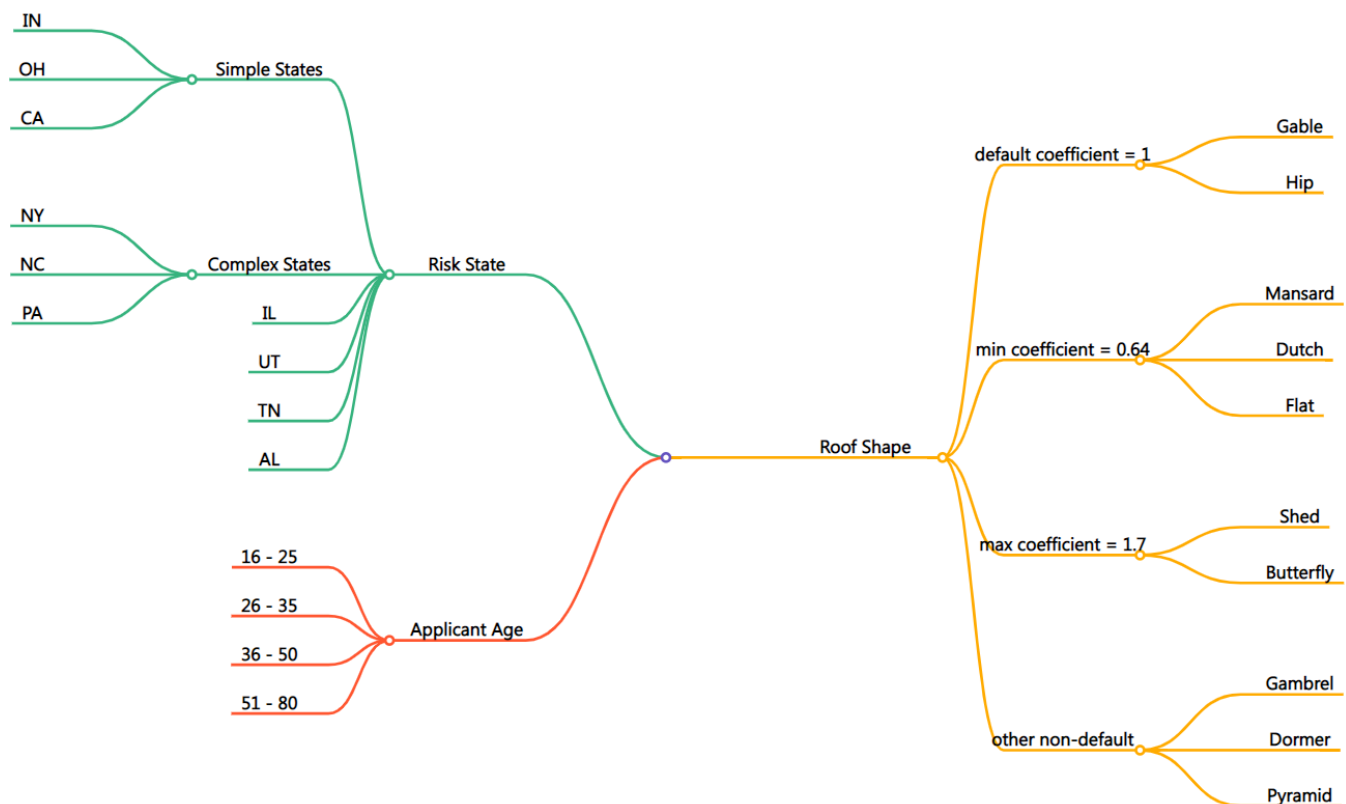 IN
OH
CA
Simple States
NY
NC
PA
Complex States
IL
UT
TN
AL
Risk State
16 - 25
26 - 35
36 - 50
51 - 80
Applicant Age
Roof Shape
default coefficient = 1
Gable
Hip
min coefficient = 0.64
Mansard
Dutch
Flat
max coefficient = 1.7
Shed
Butterfly
other non-default
Gambrel
Dormer
Pyramid